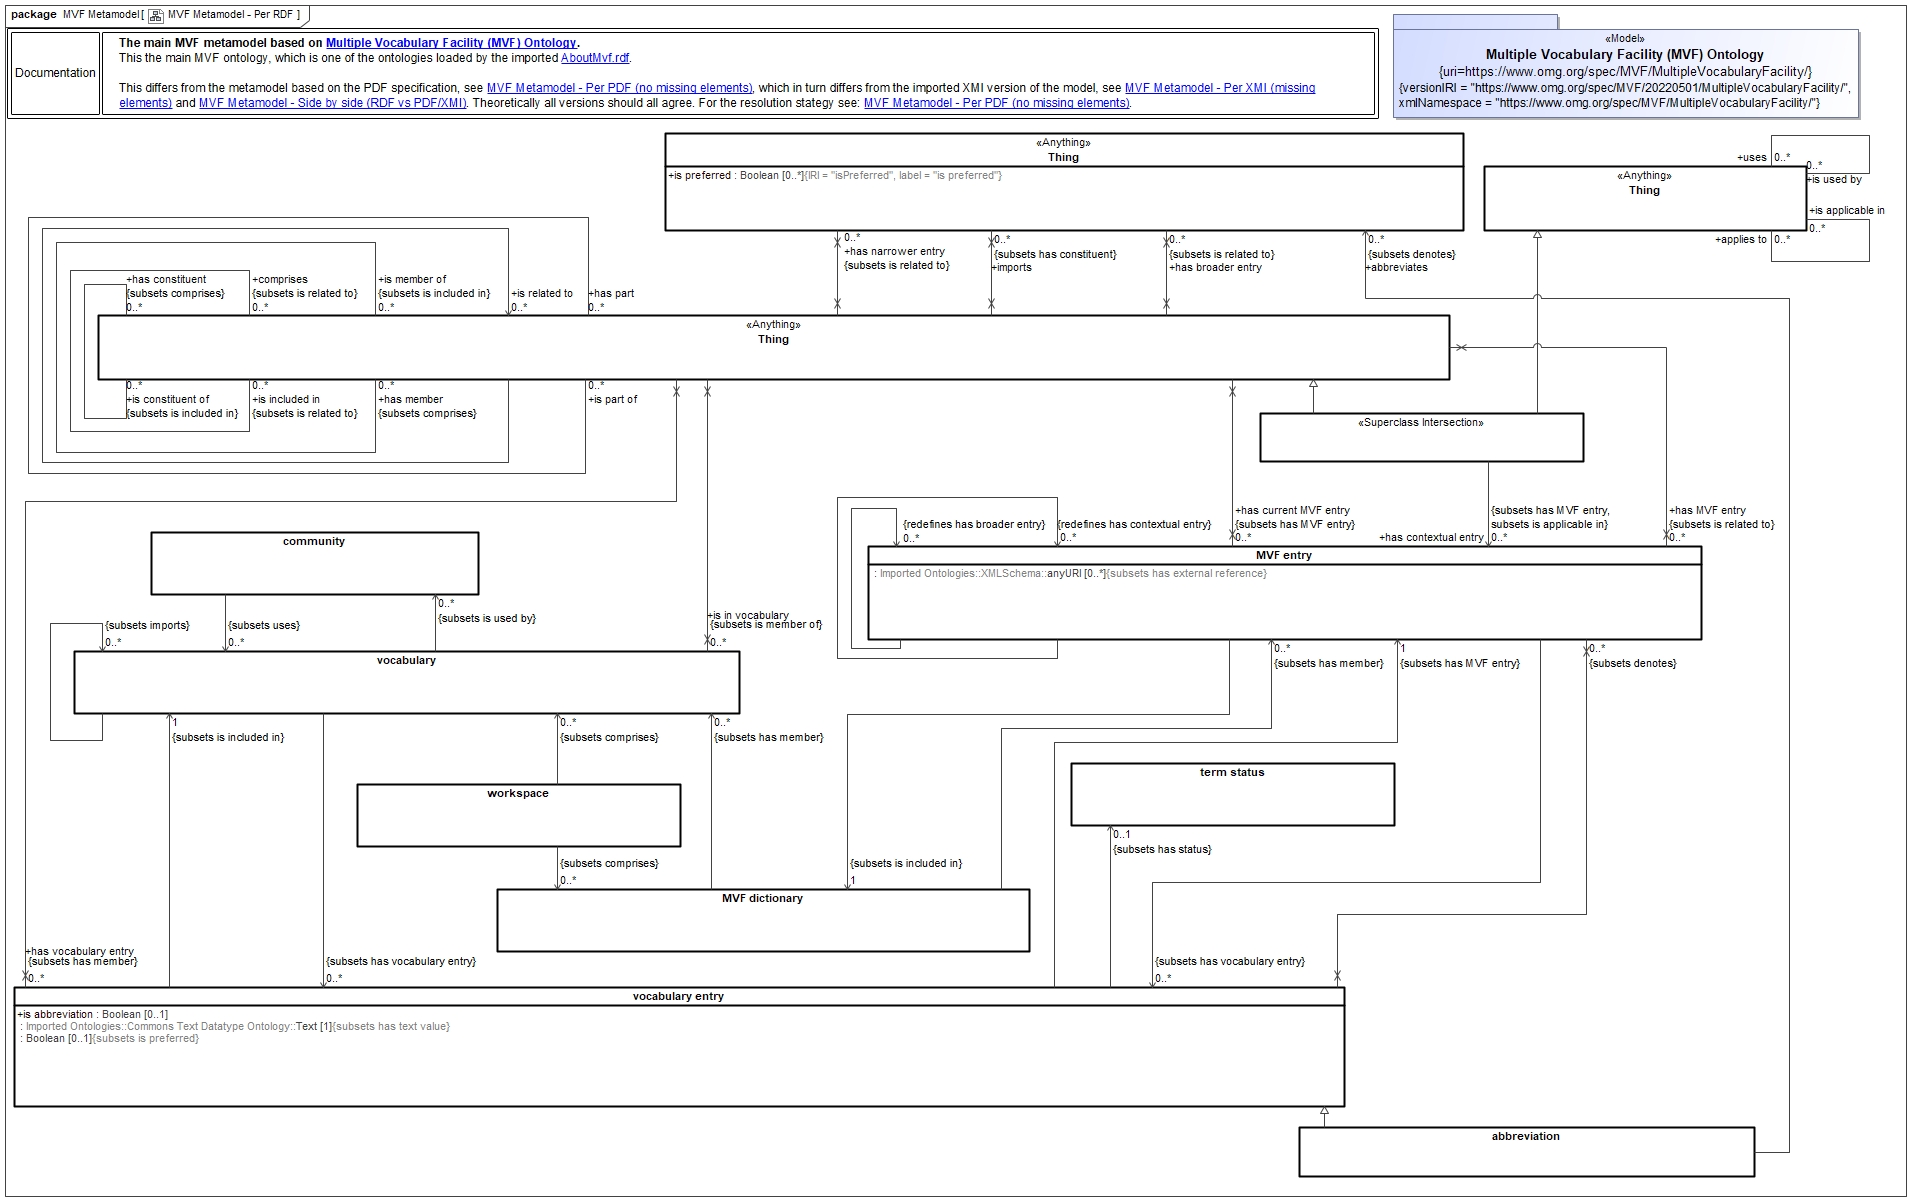 package MVF Metamodel[ MVF Metamodel - Per RDF ]
Documentation
The main MVF metamodel based on Multiple Vocabulary Facility (MVF) Ontology.
This the main MVF ontology, which is one of the ontologies loaded by the imported AboutMvf.rdf.
This differs from the metamodel based on the PDF specification, see MVF Metamodel - Per PDF (no missing elements), which in turn differs from the imported XMI version of the model, see MVF Metamodel - Per XMI (missing
elements) and MVF Metamodel - Side by side (RDF vs PDF/XMI). Theoretically all versions should all agree. For the resolution stategy see: MVF Metamodel - Per PDF (no missing elements).
«Model»
Multiple Vocabulary Facility (MVF) Ontology
{uri=https://www.omg.org/spec/MVF/MultipleVocabularyFacility/}
{versionIRI = "https://www.omg.org/spec/MVF/20220501/MultipleVocabularyFacility/",
xmlNamespace = "https://www.omg.org/spec/MVF/MultipleVocabularyFacility/"}
«Anything»
Thing
+is preferred : Boolean [0..*]{IRI = "isPreferred", label = "is preferred"}
+uses 0..*
0..*
+is used by
«Anything»
Thing
+is applicable in
0..*
+applies to 0..*
0..*
+has narrower entry
{subsets is related to}
0..*
{subsets has constituent}
+imports
0..*
{subsets is related to}
+has broader entry
0..*
{subsets denotes}
+abbreviates
+has constituent
{subsets comprises}
0..*
+comprises
{subsets is related to}
0..*
+is member of
{subsets is included in}
0..*
+is related to
0..*
+has part
0..*
«Anything»
Thing
0..*
+is constituent of
{subsets is included in}
0..*
+is included in
{subsets is related to}
0..*
+has member
{subsets comprises}
0..*
+is part of
«Superclass Intersection»
{redefines has broader entry}
0..*
{redefines has contextual entry}
0..*
+has current MVF entry
{subsets has MVF entry}
0..*
{subsets has MVF entry,
subsets is applicable in}
+has contextual entry 0..*
+has MVF entry
{subsets is related to}
0..*
MVF entry
: Imported Ontologies::XMLSchema::anyURI [0..*]{subsets has external reference}
community
{subsets imports}
0..*
{subsets uses}
0..*
0..*
{subsets is used by}
+is in vocabulary
{subsets is member of}
0..*
vocabulary
0..*
{subsets has member}
1
{subsets has MVF entry}
0..*
{subsets denotes}
1
{subsets is included in}
0..*
{subsets comprises}
0..*
{subsets has member}
workspace
term status
{subsets comprises}
0..*
{subsets is included in}
1
0..1
{subsets has status}
MVF dictionary
+has vocabulary entry
{subsets has member}
0..*
{subsets has vocabulary entry}
0..*
{subsets has vocabulary entry}
0..*
vocabulary entry
+is abbreviation : Boolean [0..1]
: Imported Ontologies::Commons Text Datatype Ontology::Text [1]{subsets has text value}
: Boolean [0..1]{subsets is preferred}
abbreviation